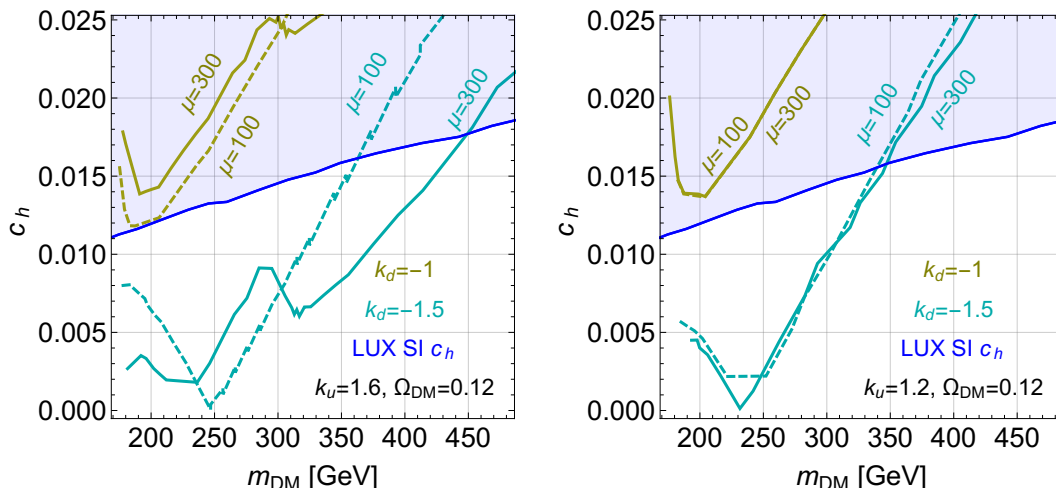 0.025
0.020
0.015
0.010
0.005
0.000
c_h
200 250 300 350 400 450
m_DM [GeV]
μ=300
μ=100
μ=100
μ=300
k_d=-1
k_d=-1.5
LUX SI c_h
k_u=1.6, Ω_DM=0.12
0.025
0.020
0.015
0.010
0.005
0.000
c_h
200 250 300 350 400 450
m_DM [GeV]
μ=100
μ=300
μ=100
μ=300
k_d=-1
k_d=-1.5
LUX SI c_h
k_u=1.2, Ω_DM=0.12